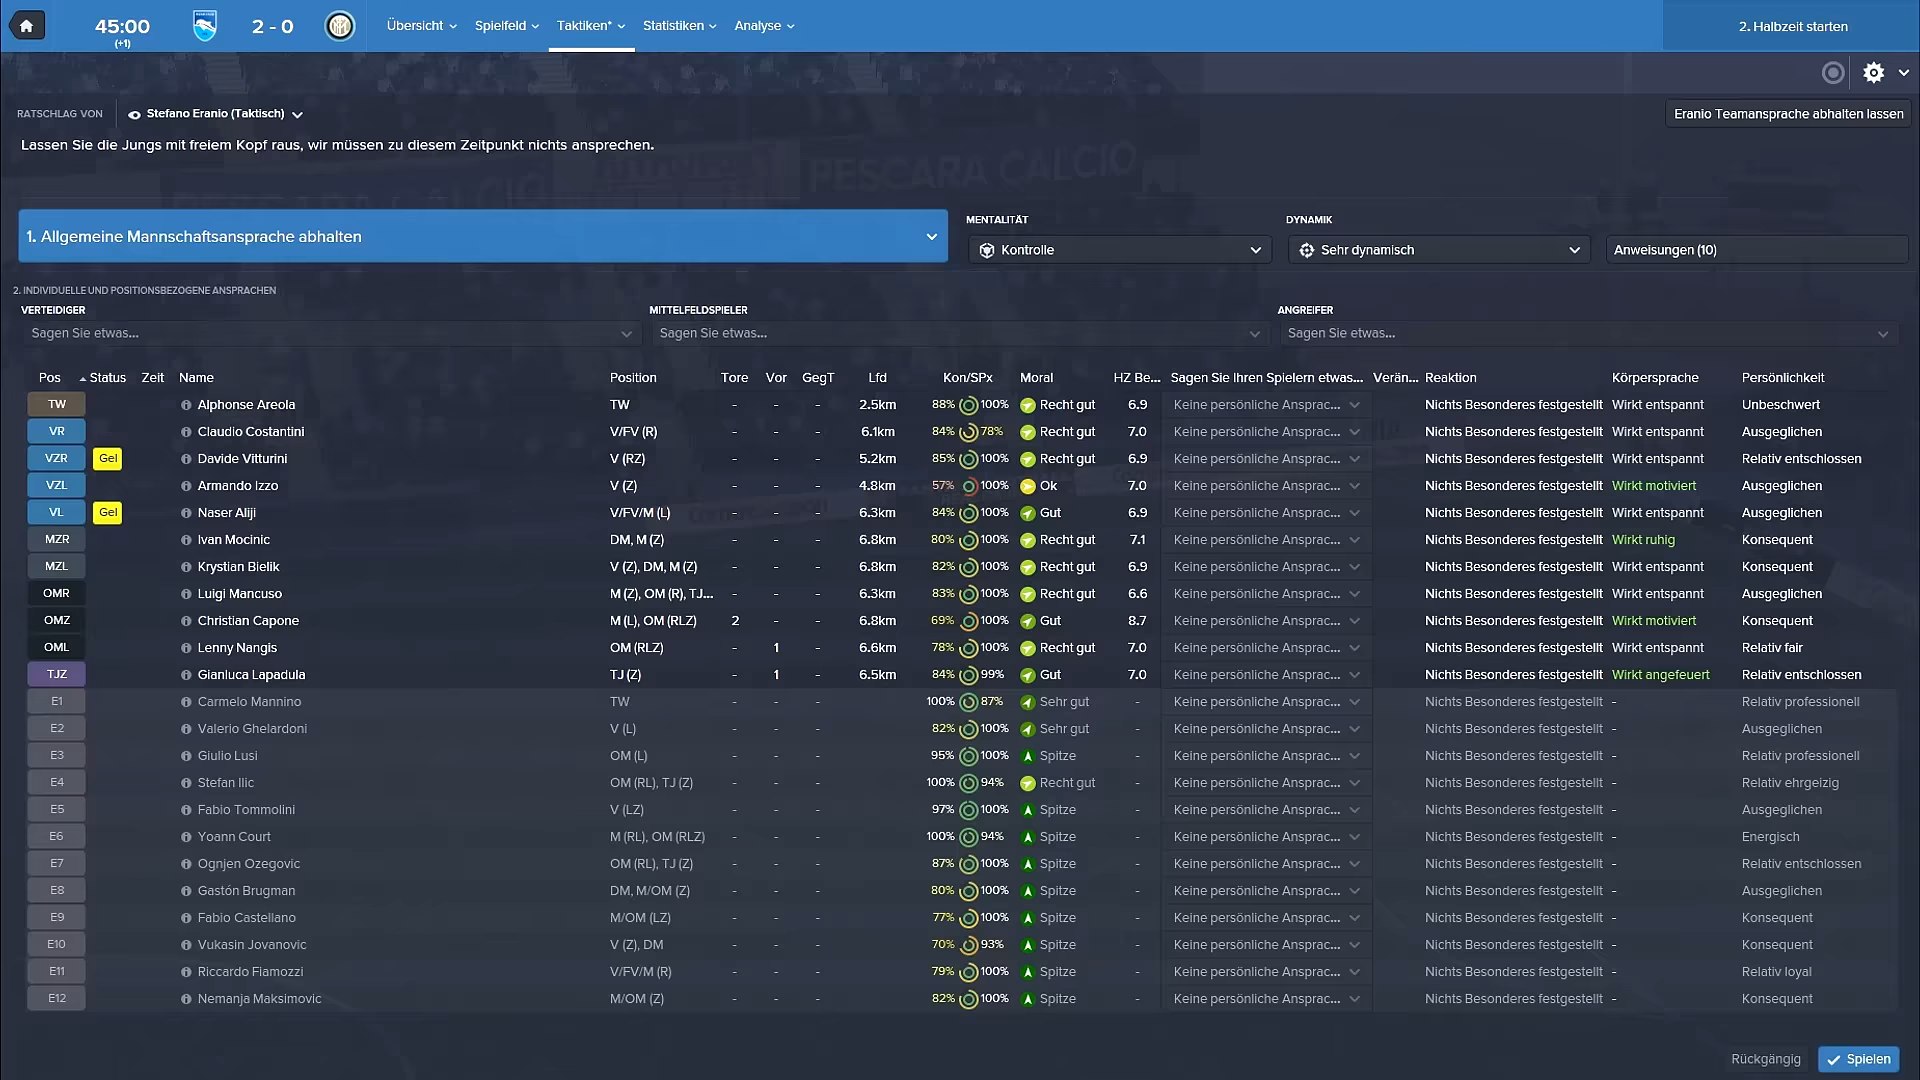 45:00
(+1)
2 - 0
Übersicht
Spielfeld
Taktiken*
Statistiken
Analyse
2. Halbzeit starten
RATSCHLAG VON
Stefano Eranio (Taktisch)
Eranio Teamansprache abhalten lassen
Lassen Sie die Jungs mit freiem Kopf raus, wir müssen zu diesem Zeitpunkt nichts ansprechen.
PESCARA CALCIO
1. Allgemeine Mannschaftsansprache abhalten
MENTALITÄT
Kontrolle
DYNAMIK
Sehr dynamisch
Anweisungen (10)
2. INDIVIDUELLE UND POSITIONSBEZOGENE ANSPRACHEN
VERTEIDIGER MITTELFELDSPIELER ANGREIFER
Sagen Sie etwas... Sagen Sie etwas... Sagen Sie etwas...
Pos Status Zeit Name Position Tore Vor GegT Lfd Kon/SPx Moral HZ Be... Sagen Sie Ihren Spielern etwas... Verän... Reaktion Körpersprache Persönlichkeit
TW Alphonse Areola TW - - - 2.5km 88% 100% Recht gut 6.9 Keine persönliche Ansprac... Nichts Besonderes festgestellt Wirkt entspannt Unbeschwert
VR Claudio Costantini V/FV (R) - - - 6.1km 84% 78% Recht gut 7.0 Keine persönliche Ansprac... Nichts Besonderes festgestellt Wirkt entspannt Ausgeglichen
VZR Gel Davide Vitturini V (RZ) - - - 5.2km 85% 100% Recht gut 6.9 Keine persönliche Ansprac... Nichts Besonderes festgestellt Wirkt entspannt Relativ entschlossen
VZL Armando Izzo V (Z) - - - 4.8km 57% 100% Ok 7.0 Keine persönliche Ansprac... Nichts Besonderes festgestellt Wirkt motiviert Ausgeglichen
VL Gel Naser Aliji V/FV/M (L) - - - 6.3km 84% 100% Gut 6.9 Keine persönliche Ansprac... Nichts Besonderes festgestellt Wirkt entspannt Ausgeglichen
MZR Ivan Mocinic DM, M (Z) - - - 6.8km 80% 100% Recht gut 7.1 Keine persönliche Ansprac... Nichts Besonderes festgestellt Wirkt ruhig Konsequent
MZL Krystian Bielik V (Z), DM, M (Z) - - - 6.8km 82% 100% Recht gut 6.9 Keine persönliche Ansprac... Nichts Besonderes festgestellt Wirkt entspannt Konsequent
OMR Luigi Mancuso M (Z), OM (R), TJ... - - - 6.3km 83% 100% Recht gut 6.6 Keine persönliche Ansprac... Nichts Besonderes festgestellt Wirkt entspannt Ausgeglichen
OMZ Christian Capone M (L), OM (RLZ) 2 - - 6.8km 69% 100% Gut 8.7 Keine persönliche Ansprac... Nichts Besonderes festgestellt Wirkt motiviert Konsequent
OML Lenny Nangis OM (RLZ) - 1 - 6.6km 78% 100% Recht gut 7.0 Keine persönliche Ansprac... Nichts Besonderes festgestellt Wirkt entspannt Relativ fair
TJZ Gianluca Lapadula TJ (Z) - 1 - 6.5km 84% 99% Gut 7.0 Keine persönliche Ansprac... Nichts Besonderes festgestellt Wirkt angefeuert Relativ entschlossen
E1 Carmelo Mannino TW - - - 100% 87% Sehr gut - Keine persönliche Ansprac... Nichts Besonderes festgestellt - Relativ professionell
E2 Valerio Ghelardoni V (L) - - - 82% 100% Sehr gut - Keine persönliche Ansprac... Nichts Besonderes festgestellt - Ausgeglichen
E3 Giulio Lusi OM (L) - - - 95% 100% Spitze - Keine persönliche Ansprac... Nichts Besonderes festgestellt - Relativ professionell
E4 Stefan Ilic OM (RL), TJ (Z) - - - 100% 94% Recht gut - Keine persönliche Ansprac... Nichts Besonderes festgestellt - Relativ ehrgeizig
E5 Fabio Tommolini V (LZ) - - - 97% 100% Spitze - Keine persönliche Ansprac... Nichts Besonderes festgestellt - Ausgeglichen
E6 Yoann Court M (RL), OM (RLZ) - - - 100% 94% Spitze - Keine persönliche Ansprac... Nichts Besonderes festgestellt - Energisch
E7 Ognjen Ozegovic OM (RL), TJ (Z) - - - 87% 100% Spitze - Keine persönliche Ansprac... Nichts Besonderes festgestellt - Relativ entschlossen
E8 Gastón Brugman DM, M/OM (Z) - - - 80% 100% Spitze - Keine persönliche Ansprac... Nichts Besonderes festgestellt - Ausgeglichen
E9 Fabio Castellano M/OM (LZ) - - - 77% 100% Spitze - Keine persönliche Ansprac... Nichts Besonderes festgestellt - Konsequent
E10 Vukasin Jovanovic V (Z), DM - - - 70% 93% Spitze - Keine persönliche Ansprac... Nichts Besonderes festgestellt - Konsequent
E11 Riccardo Fiamozzi V/FV/M (R) - - - 79% 100% Spitze - Keine persönliche Ansprac... Nichts Besonderes festgestellt - Relativ loyal
E12 Nemanja Maksimovic M/OM (Z) - - - 82% 100% Spitze - Keine persönliche Ansprac... Nichts Besonderes festgestellt - Konsequent
Rückgängig
Spielen